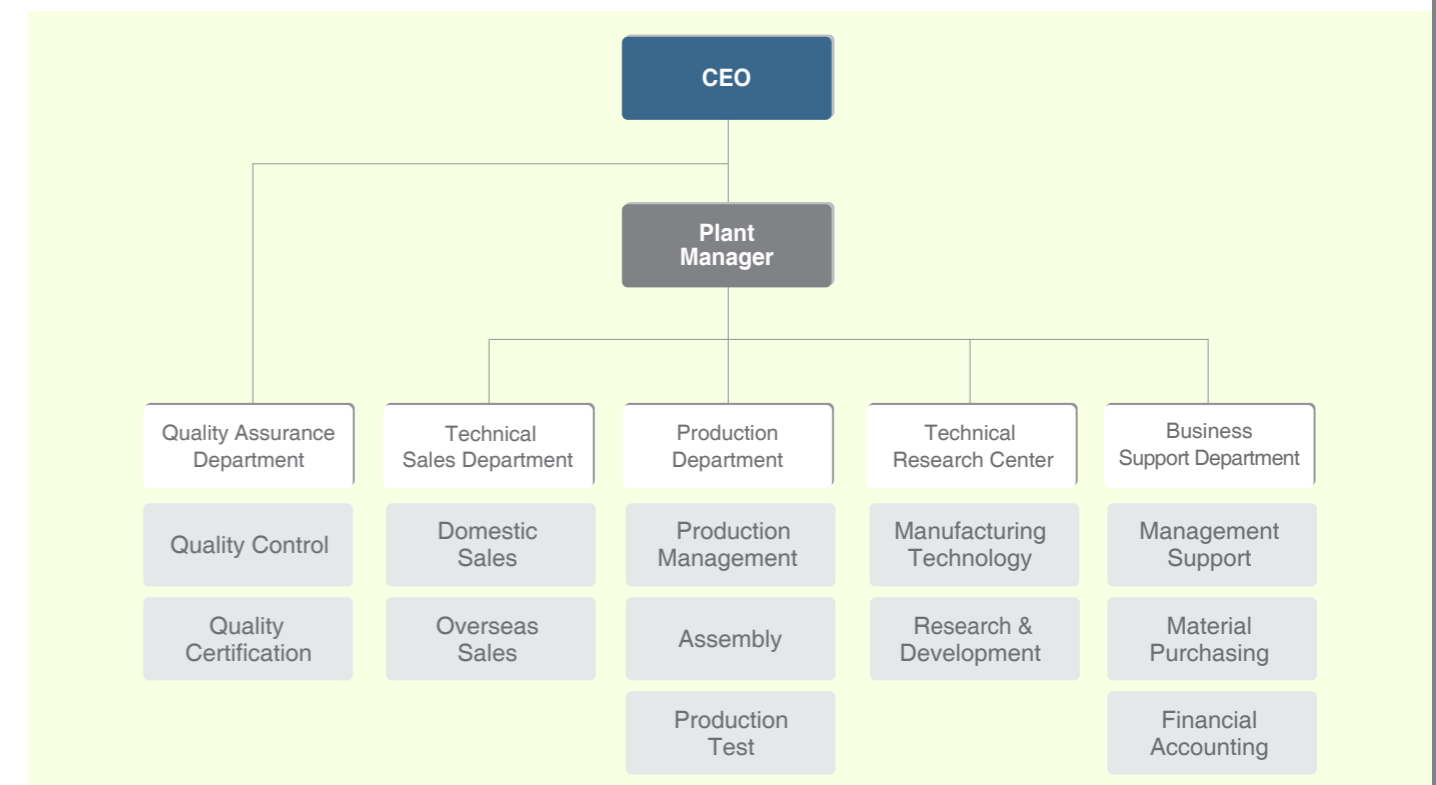 CEO
Plant
Manager
Quality Assurance
Department
Technical
Sales Department
Production
Department
Technical
Research Center
Business
Support Department
Quality Control
Domestic
Sales
Production
Management
Manufacturing
Technology
Management
Support
Quality
Certification
Overseas
Sales
Assembly
Research &
Development
Material
Purchasing
Production
Test
Financial
Accounting